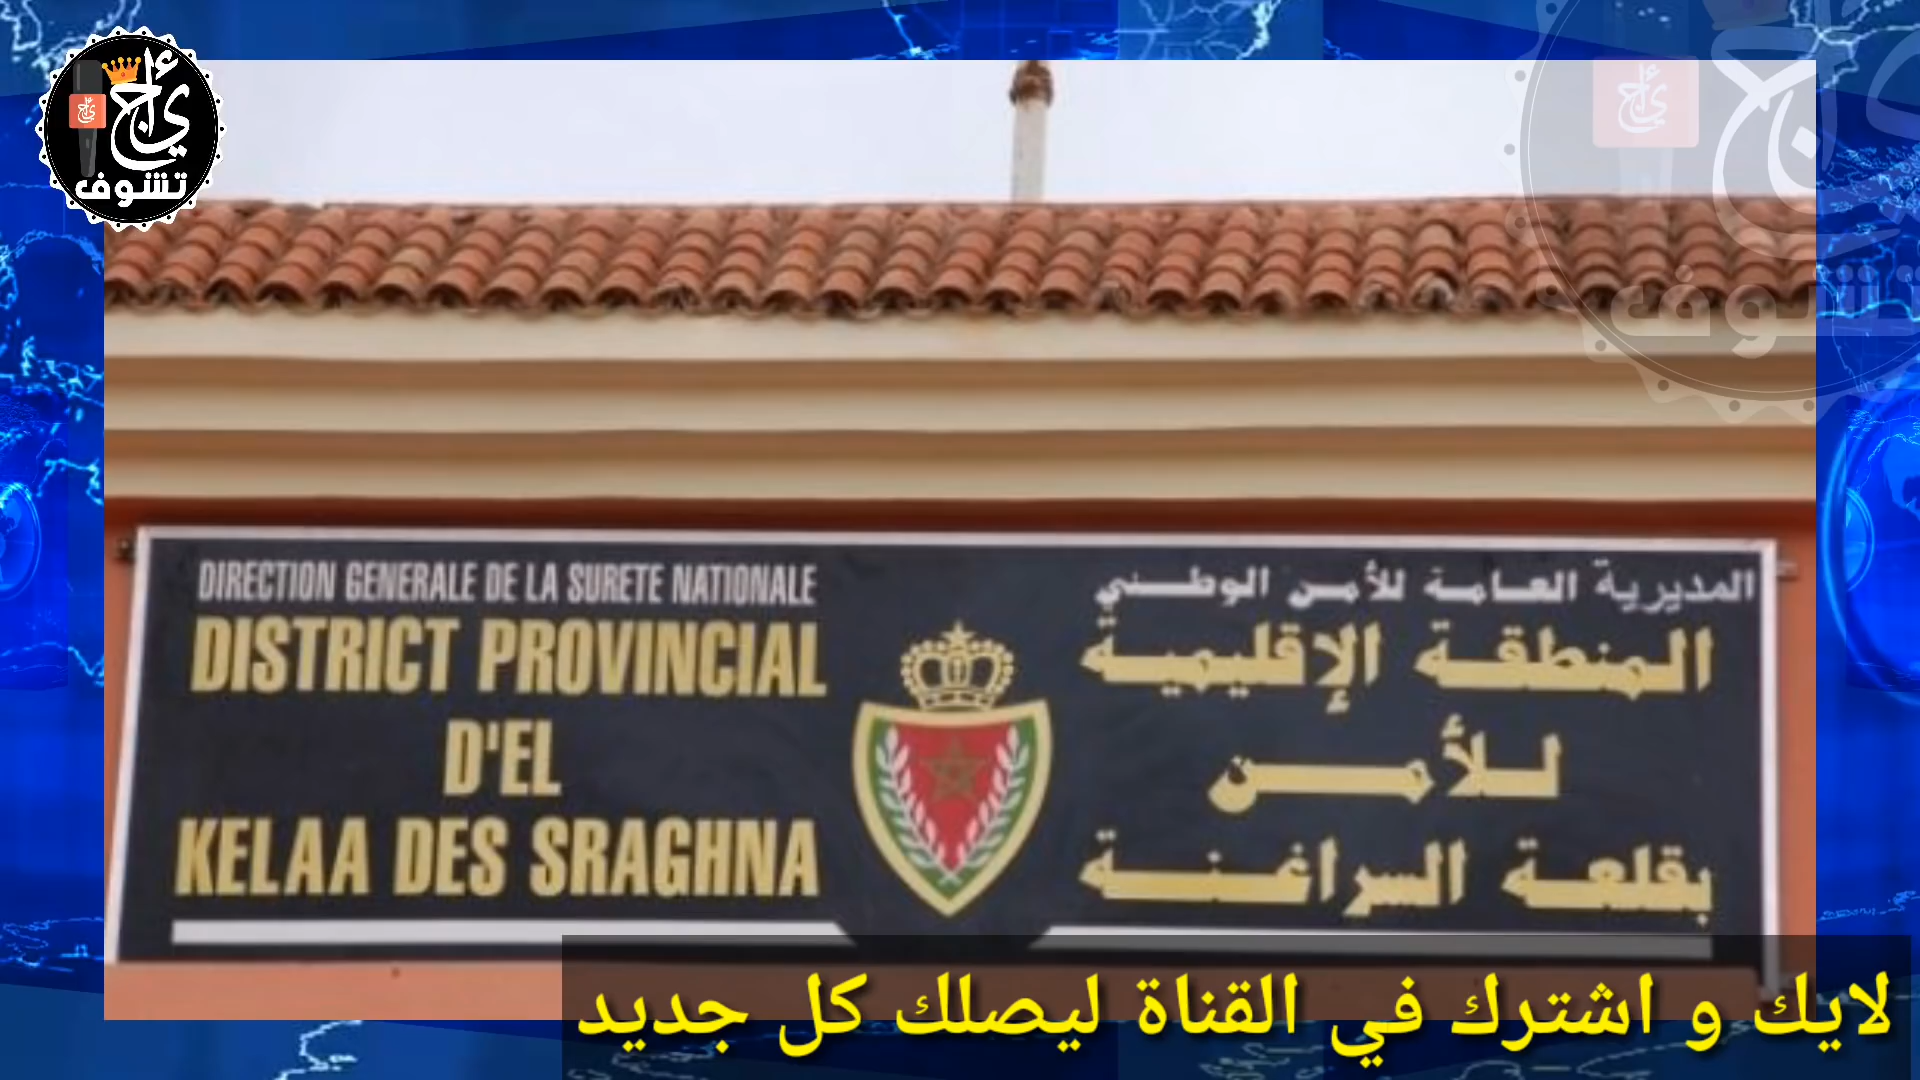 أجي
تشوف
DIRECTION GENERALE DE LA SURETE NATIONALE
DISTRICT PROVINCIAL
D'EL
KELAA DES SRAGHNA
المديرية العامة للأمن الوطني
المنطقة الإقليمية
للأمن
بقلعة السراغنة
لايك و اشترك في القناة ليصلك كل جديد